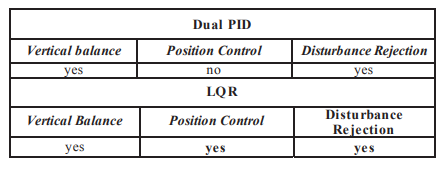 Dual PID
Vertical balance Position Control Disturbance Rejection
yes no yes
LQR
Vertical Balance Position Control Disturbance Rejection
yes yes yes